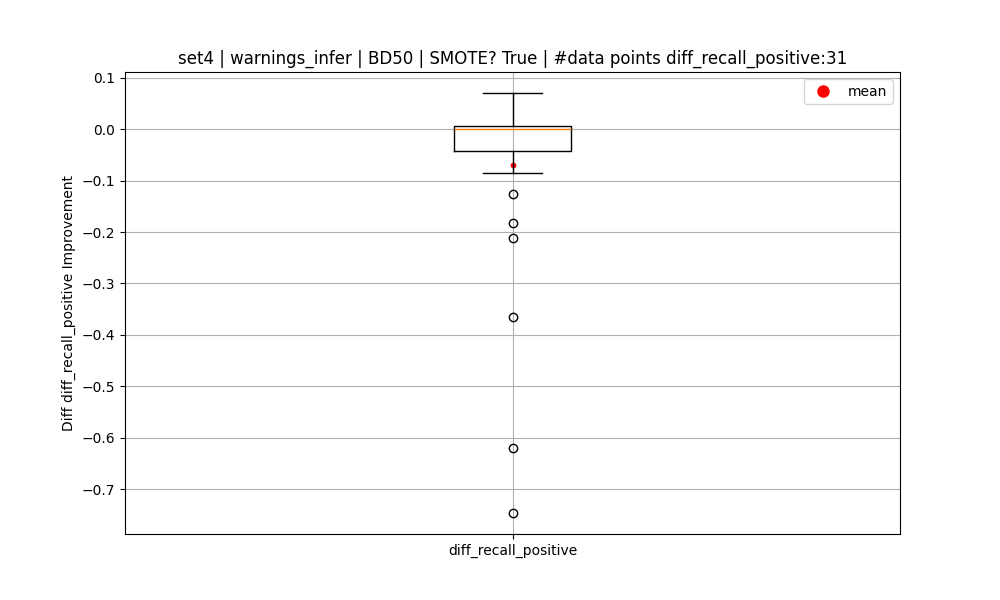 set4 | warnings_infer | BD50 | SMOTE? True | #data points diff_recall_positive:31
mean
Diff diff_recall_positive Improvement
0.1
0.0
−0.1
−0.2
−0.3
−0.4
−0.5
−0.6
−0.7
diff_recall_positive